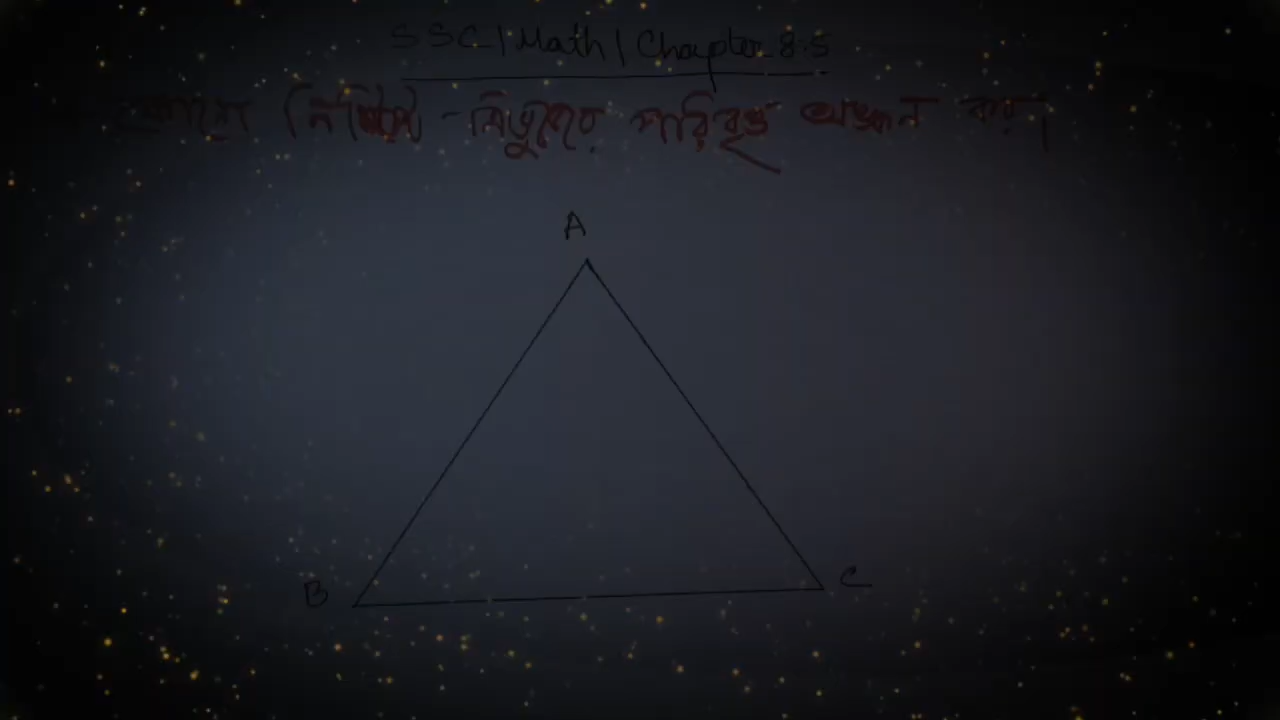 SSC | Math | Chapter 8.5
কোনো নির্দিষ্ট ত্রিভুজের পরিবৃত্ত অঙ্কন কর।
A
B
C